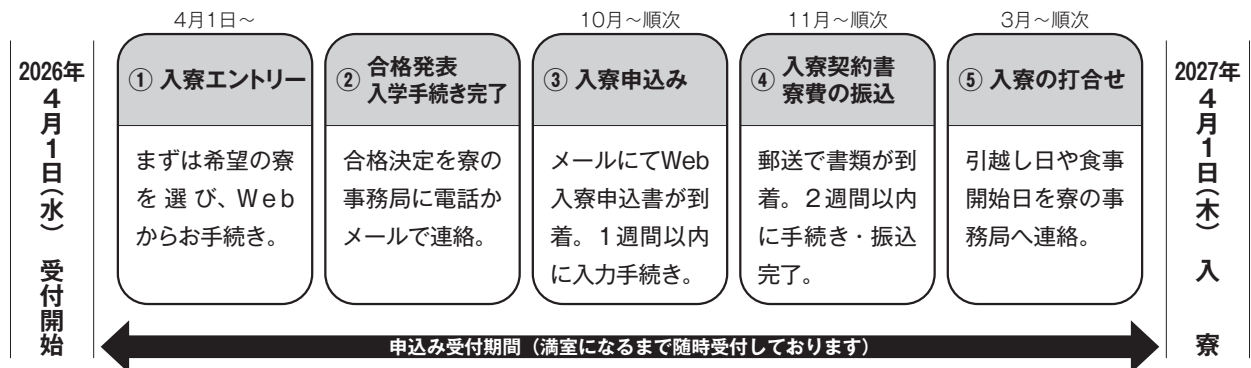 2026年
4月1日(水) 受付開始
4月1日〜
① 入寮エントリー
まずは希望の寮
を選び、Web
からお手続き。
② 合格発表
入学手続き完了
合格決定を寮の
事務局に電話か
メールで連絡。
10月〜順次
③ 入寮申込み
メールにてWeb
入寮申込書が到
着。1週間以内
に入力手続き。
11月〜順次
④ 入寮契約書
寮費の振込
郵送で書類が到
着。2週間以内
に手続き・振込
完了。
3月〜順次
⑤ 入寮の打合せ
引越し日や食事
開始日を寮の事
務局へ連絡。
2027年
4月1日(木) 入 寮
申込み受付期間(満室になるまで随時受付しております)